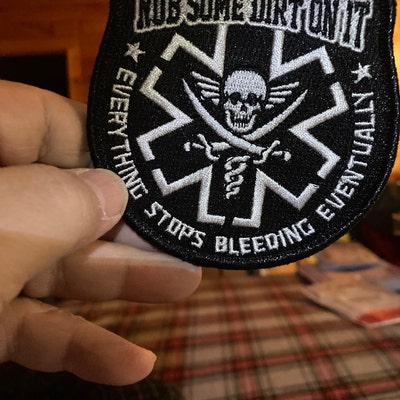 RUB SOME DIRT ON IT
EVERYTHING STOPS BLEEDING EVENTUALLY